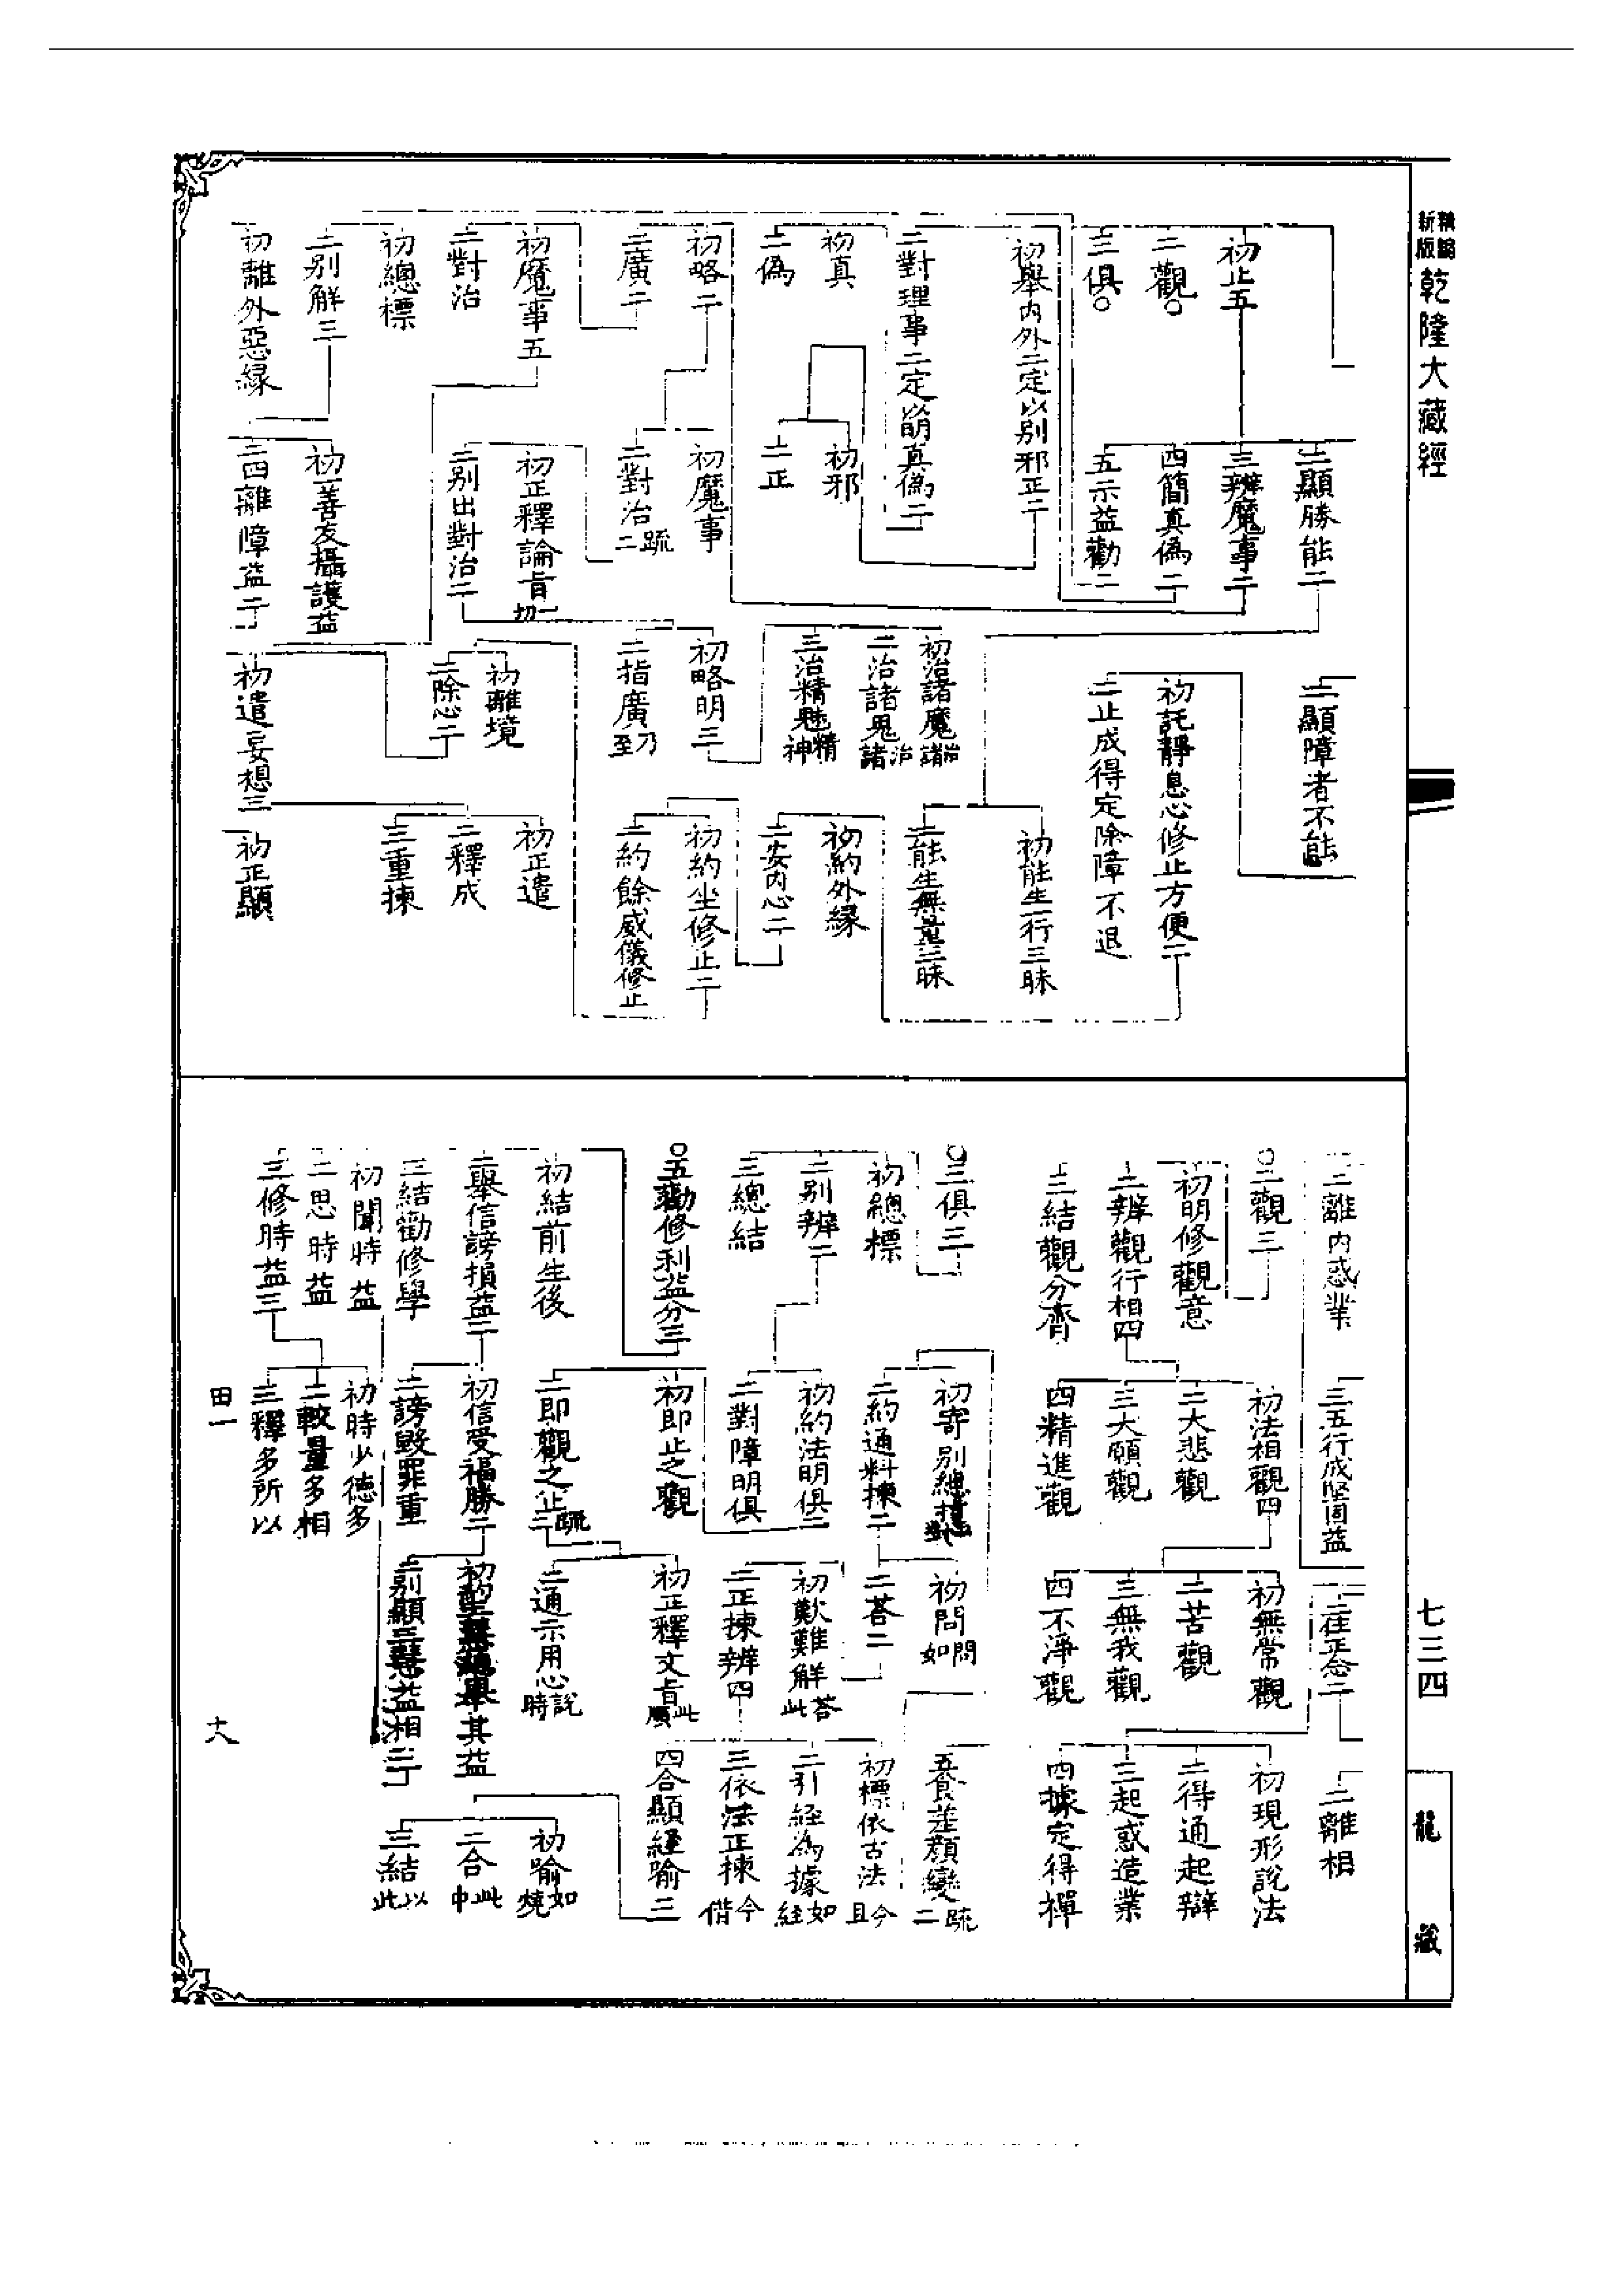 新版
精編
乾隆大藏經
七三四
龍藏
初止五
二觀○
三俱○
初舉內外二定以別邪正二
二對理事二定以明真偽二
初真
二偽
初略二
二廣二
初魔事五
二對治
初總標
二別解三
初離外惡緣
二顯勝能二
三辨魔事二
四簡真偽二
五示益勸二
初邪
二正
初魔事
二對治
疏二
初正釋論旨
一切
二別出對治二
初善友攝護益
二四離障益二
二顯障者不能
初託靜息心修止方便二
二止成得定除障不退
初治諸魔
治諸
二治諸鬼
治諸
三治精魅
精神
初略明三
二指廣
乃至
初離境
二除心二
初遣妄想三
初能生一行三昧
二能生無量三昧
初約外緣
二安內心二
初約坐修止二
二約餘威儀修止
初正遣
二釋成
三重揀
初正顯
二離內惑業
○二觀三
初明修觀意
二辨觀行相四
三結觀分齊
○三俱三
初總標
二別辨二
三總結
○五勸修利益分三
初結前生後
二舉信謗損益二
三結勸修學
初聞時益
二思時益
三修時益三
三五行成堅固益
初法相觀四
二大悲觀
三大願觀
四精進觀
初寄別總
二約通料揀二
初約法明俱二
二對障明俱
初即止之觀
二即觀之止
疏二
初信受福勝二
二謗毀罪重
初時少德多
二較量多相
三釋多所以
二在正念二
初無常觀
二苦觀
三無我觀
四不淨觀
初問
問如
二答二
初歎難解
答此
二正揀辨四
初正釋文旨
此廣
二通示用心
說時
二別顯三慧益相三
二離相
初現形說法
二得通起辯
三起惑造業
四據定得禪
五食差顏變
疏二
初標依古法
今且
二引經為據
如經
三依法正揀
今借
四合顯經喻三
初喻
如燒
二合
此中
三結
以此
田一
十八